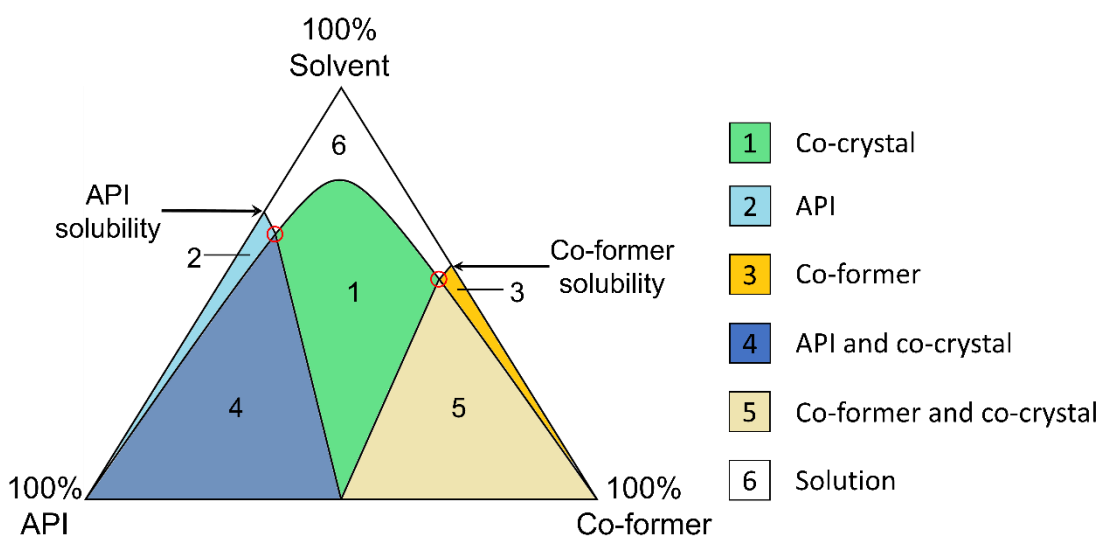 100%
Solvent
6
API
solubility
2
Co-former
solubility
3
1
4
5
100%
API
100%
Co-former
1 Co-crystal
2 API
3 Co-former
4 API and co-crystal
5 Co-former and co-crystal
6 Solution